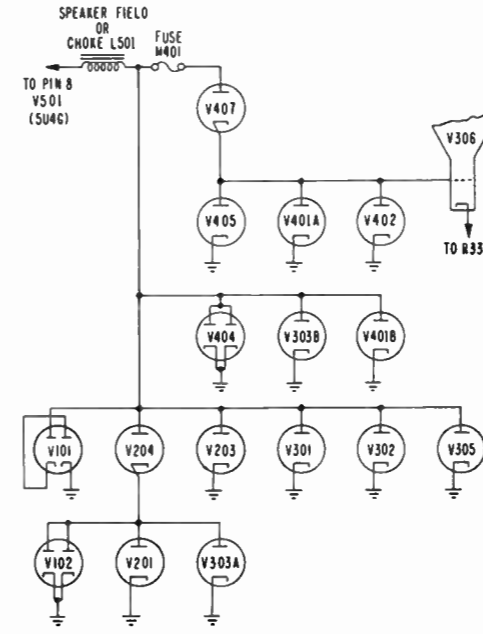 SPEAKER FIELD
OR
CHOKE L501
FUSE
M401
TO PIN 8
V501
(5U4G)
V407
V306
V405
V401A
V402
TO R33
V404
V303B
V401B
V101
V204
V203
V301
V302
V305
V102
V201
V303A